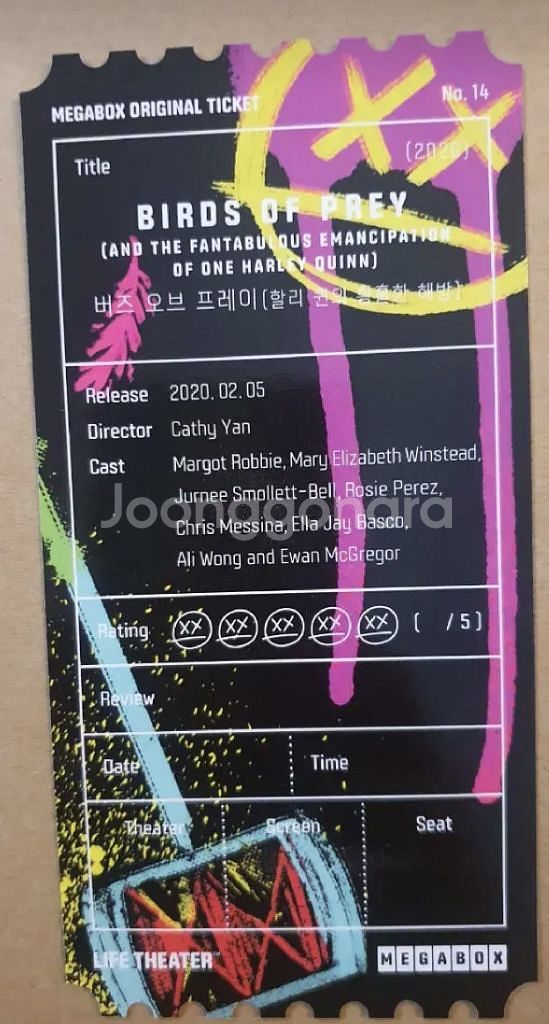 MEGABOX ORIGINAL TICKET
No. 14
Title
(2020)
BIRDS OF PREY
(AND THE FANTABULOUS EMANCIPATION
OF ONE HARLEY QUINN)
버즈 오브 프레이(할리 퀸의 황홀한 해방)
Release 2020. 02. 05
Director Cathy Yan
Cast Margot Robbie, Mary Elizabeth Winstead,
Jurnee Smollett-Bell, Rosie Perez,
Joonggonara
Chris Messina, Ella Jay Basco,
Ali Wong and Ewan McGregor
Rating ( /5)
Review
Date Time
Theater Screen Seat
LIFE THEATER™ MEGABOX